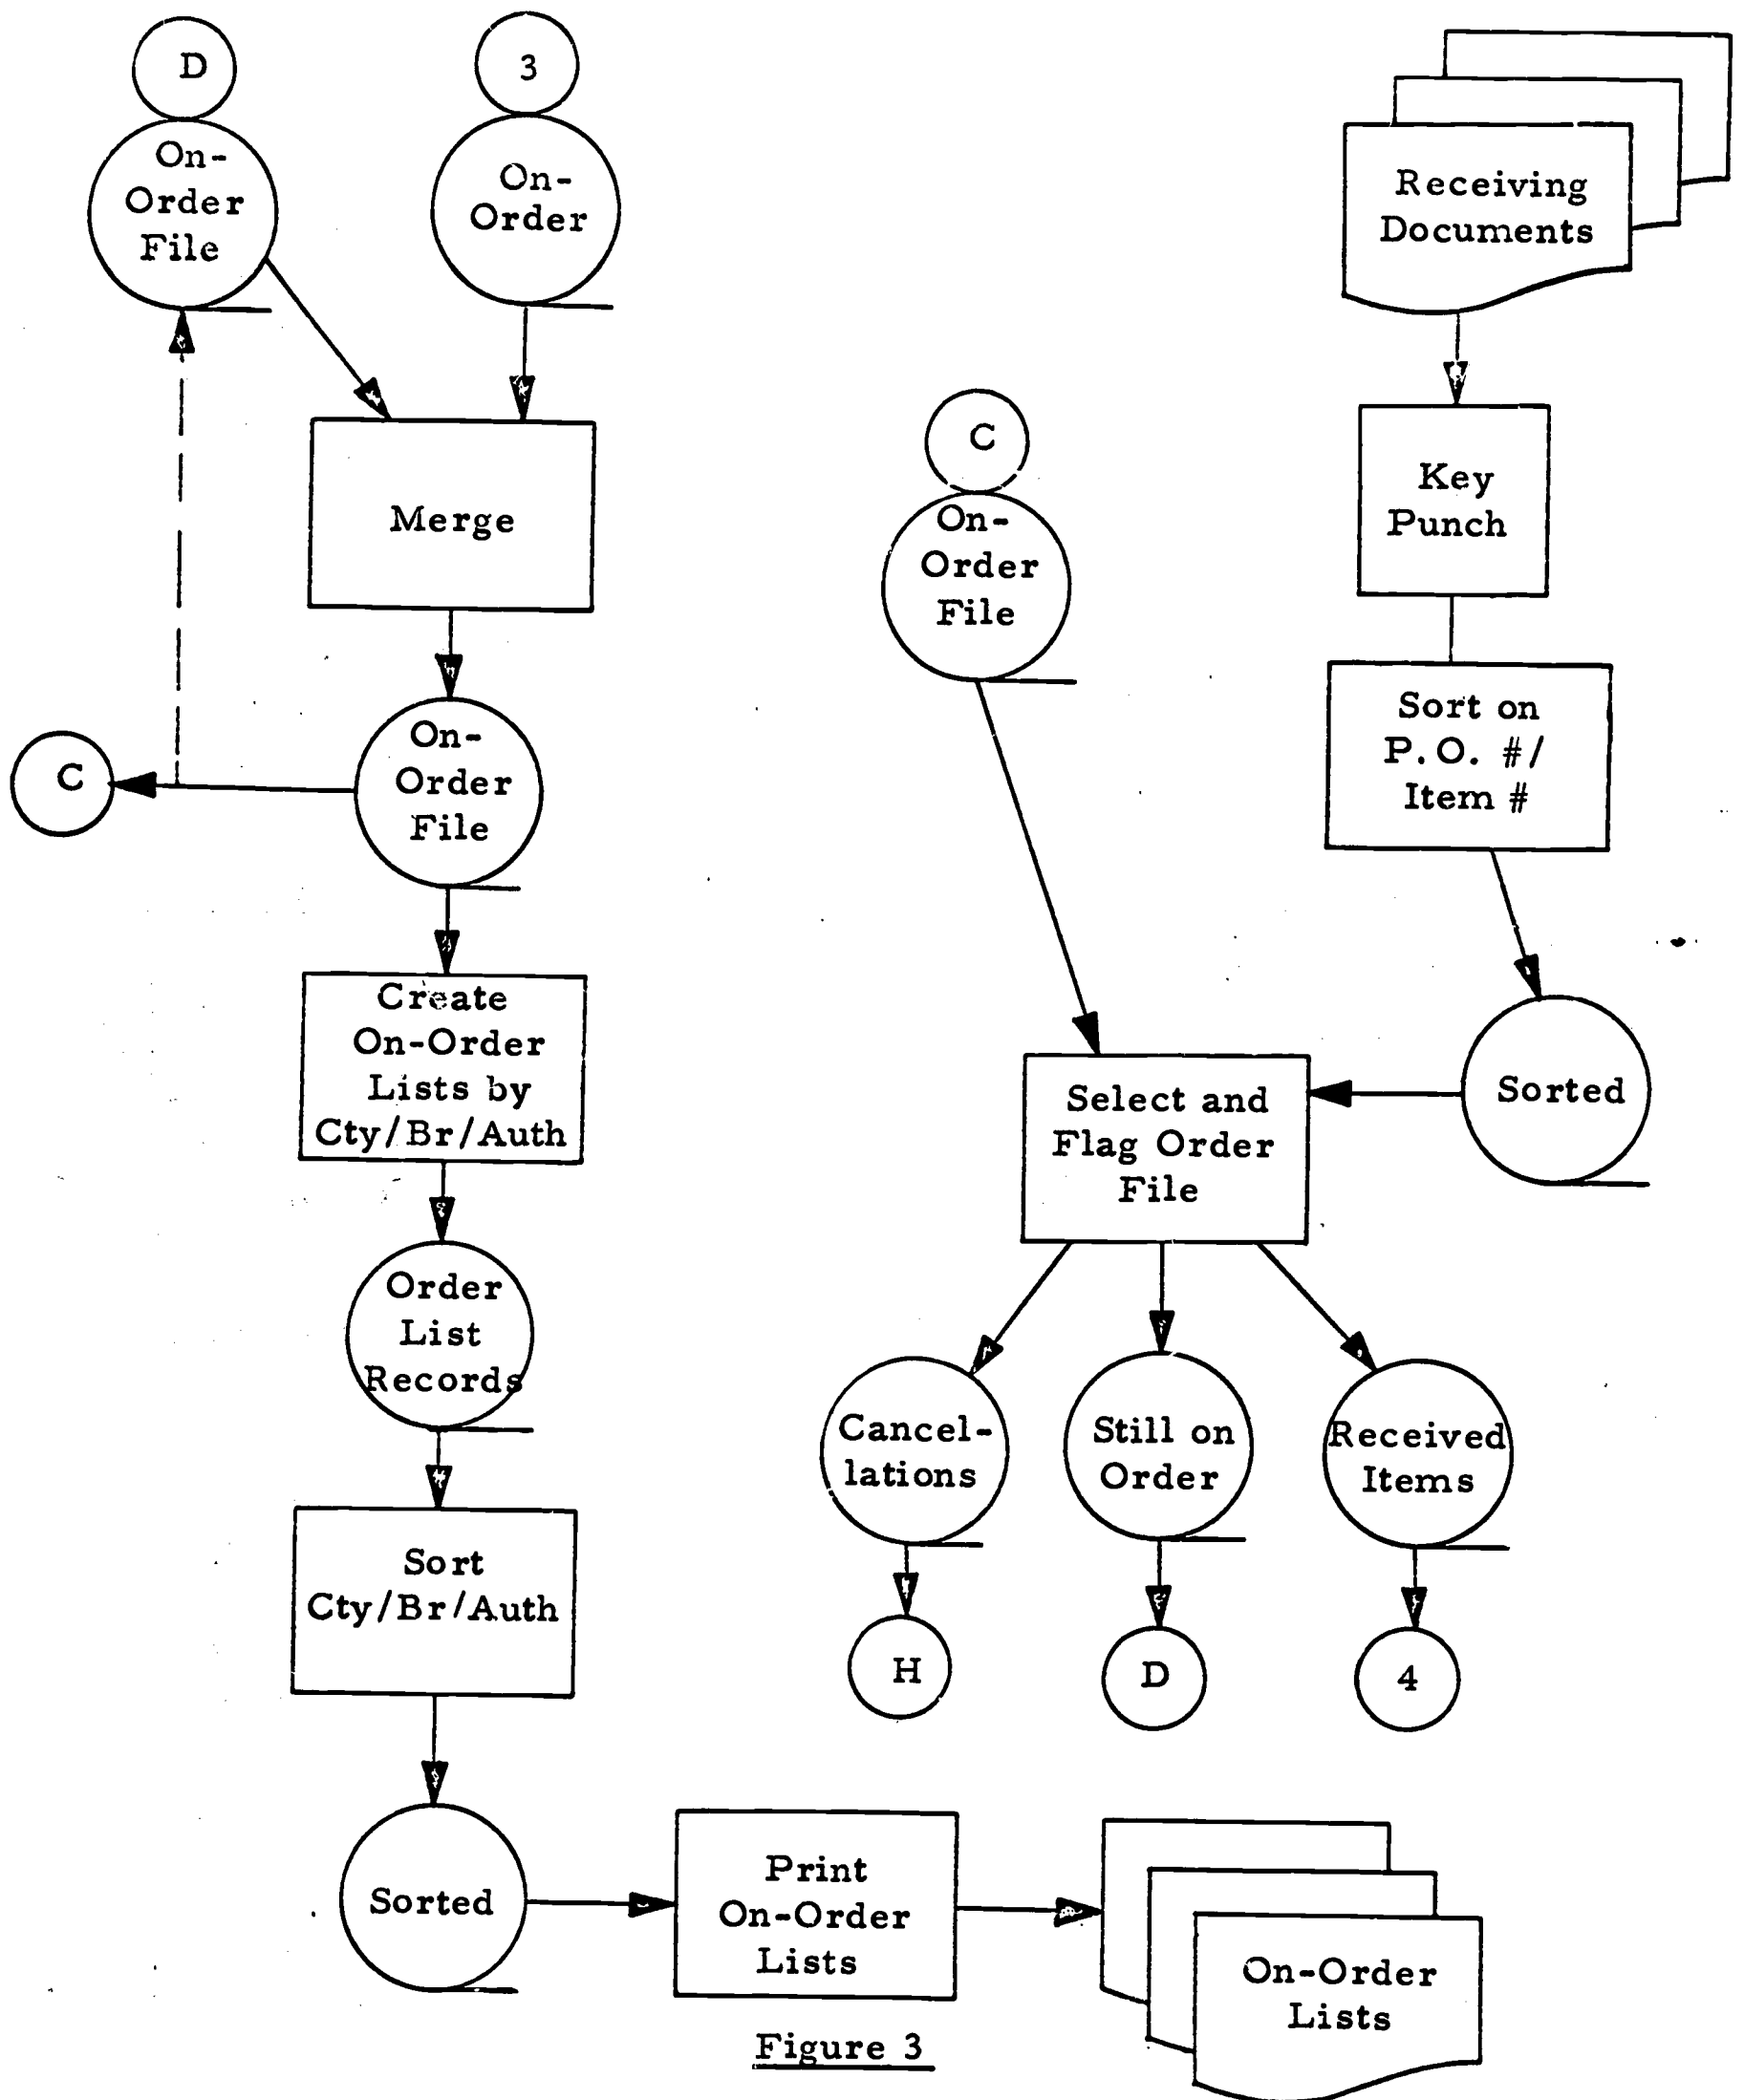 D
On-
Order
File
3
On-
Order
Merge
C
On-
Order
File
Create
On-Order
Lists by
Cty/Br/Auth
Order
List
Records
Sort
Cty/Br/Auth
Sorted
Print
On-Order
Lists
On-Order
Lists
Receiving
Documents
Key
Punch
Sort on
P.O. #/
Item #
Sorted
C
On-
Order
File
Select and
Flag Order
File
Cancel-
lations
Still on
Order
Received
Items
H
D
4
Figure 3